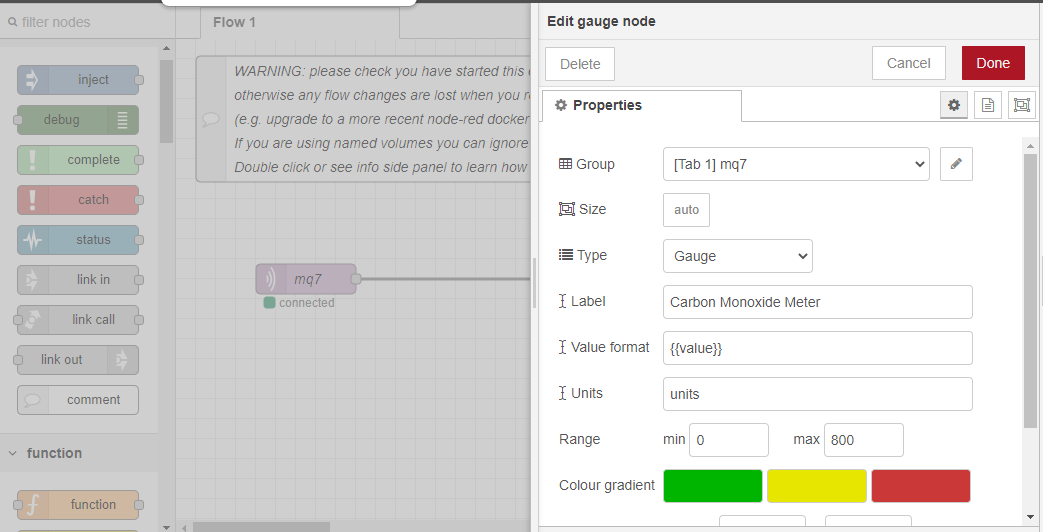 filter nodes
Flow 1
inject
debug
complete
catch
status
link in
link call
link out
comment
function
function
WARNING: please check you have started this
otherwise any flow changes are lost when you
(e.g. upgrade to a more recent node-red docker
If you are using named volumes you can ignore
Double click or see info side panel to learn how
mq7
connected
Edit gauge node
Delete
Cancel
Done
Properties
Group
[Tab 1] mq7
Size
auto
Type
Gauge
Label
Carbon Monoxide Meter
Value format
{{value}}
Units
units
Range
min 0
max 800
Colour gradient